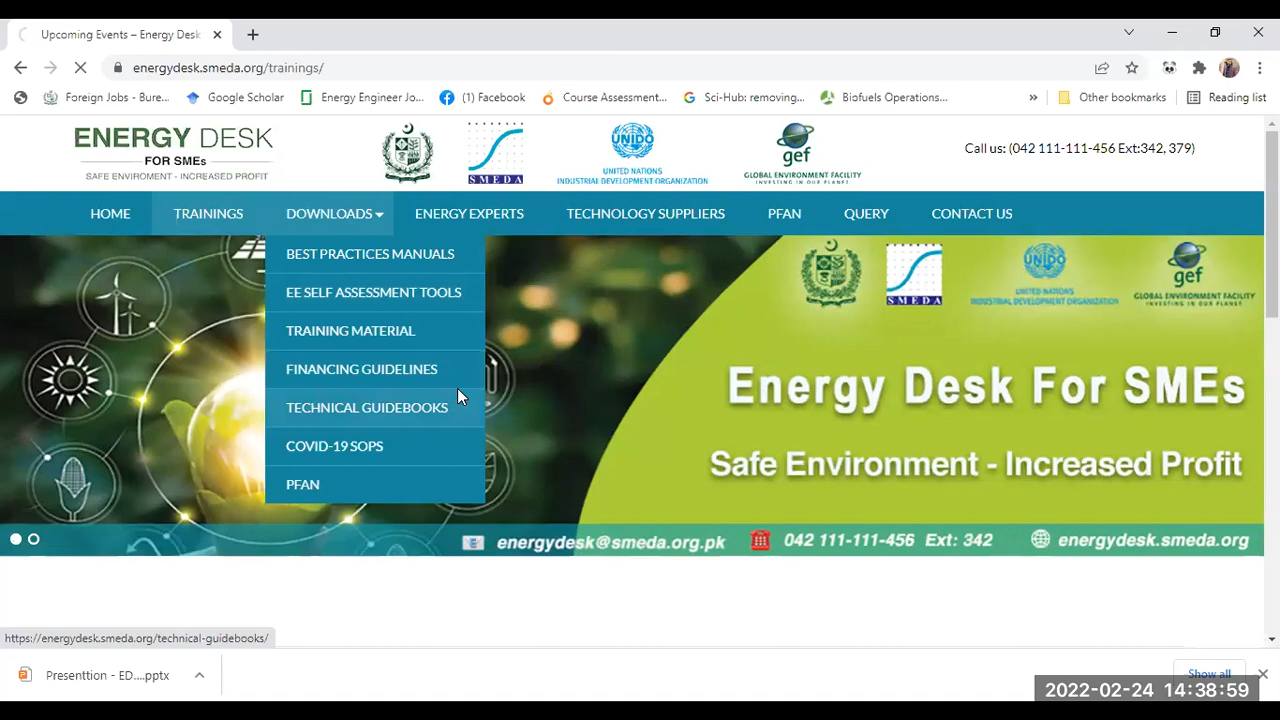 Upcoming Events – Energy Desk
energydesk.smeda.org/trainings/
Foreign Jobs - Bure...
Google Scholar
Energy Engineer Jo...
(1) Facebook
Course Assessment...
Sci-Hub: removing...
Biofuels Operations...
»
Other bookmarks
Reading list
ENERGY DESK
FOR SMEs
SAFE ENVIROMENT - INCREASED PROFIT
SMEDA
UNIDO
UNITED NATIONS
INDUSTRIAL DEVELOPMENT ORGANIZATION
gef
GLOBAL ENVIRONMENT FACILITY
INVESTING IN OUR PLANET
Call us: (042 111-111-456 Ext:342, 379)
HOME
TRAININGS
DOWNLOADS
ENERGY EXPERTS
TECHNOLOGY SUPPLIERS
PFAN
QUERY
CONTACT US
BEST PRACTICES MANUALS
EE SELF ASSESSMENT TOOLS
TRAINING MATERIAL
FINANCING GUIDELINES
TECHNICAL GUIDEBOOKS
COVID-19 SOPS
PFAN
SMEDA
UNIDO
UNITED NATIONS
INDUSTRIAL DEVELOPMENT ORGANIZATION
gef
GLOBAL ENVIRONMENT FACILITY
INVESTING IN OUR PLANET
Energy Desk For SMEs
Safe Environment - Increased Profit
energydesk@smeda.org.pk
042 111-111-456 Ext: 342
energydesk.smeda.org
https://energydesk.smeda.org/technical-guidebooks/
Presenttion - ED....pptx
Show all
2022-02-24 14:38:59